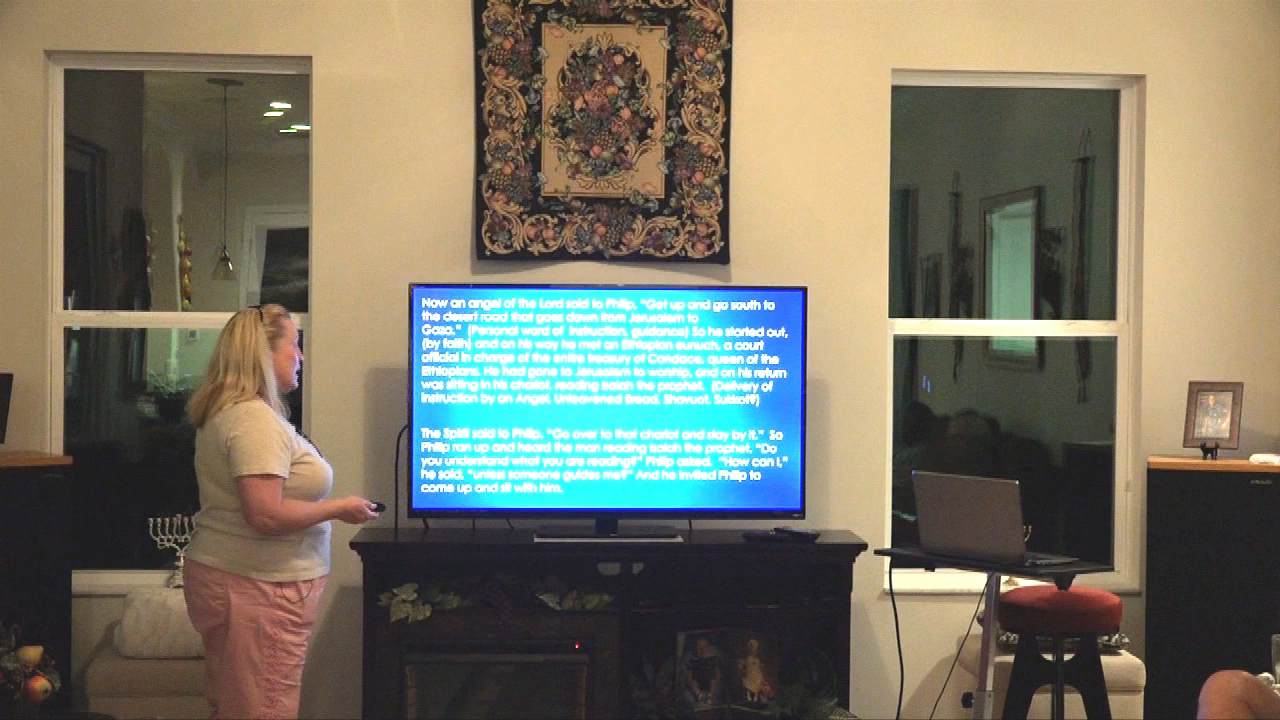 Now an angel of the Lord said to Philip, "Get up and go south to
the desert road that goes down from Jerusalem to
Gaza." (Personal word of instruction, guidance) So he started out,
(by faith) and on his way he met an Ethiopian eunuch, a court
official in charge of the entire treasury of Candace, queen of the
Ethiopians. He had gone to Jerusalem to worship, and on his return
was sitting in his chariot, reading Isaiah the prophet. (Delivery of
instruction by an Angel, Unleavened Bread, Shavuot, Sukkot?)
The Spirit said to Philip, "Go over to that chariot and stay by it." So
Philip ran up and heard the man reading Isaiah the prophet. "Do
you understand what you are reading?" Philip asked. "How can I,"
he said, "unless someone guides me?" And he invited Philip to
come up and sit with him.